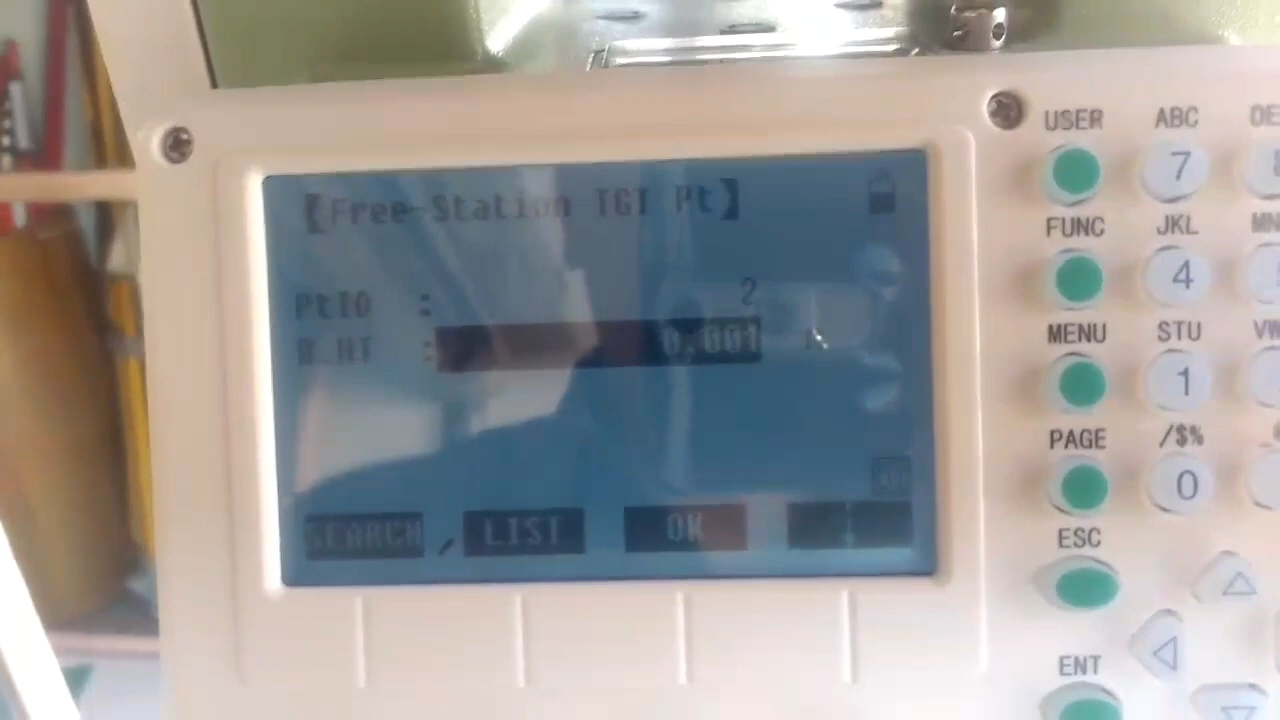 【Free-Station TGT Pt】
PtID : 2
R.HT : 0.001
SEARCH LIST OK
USER ABC
7
FUNC JKL
4
MENU STU
1
PAGE /$%
0
ESC
ENT